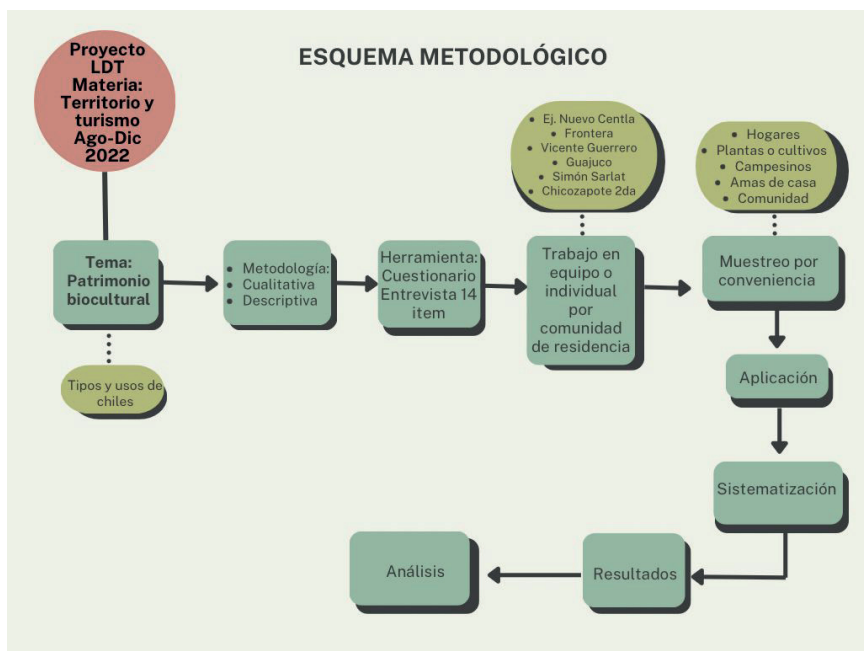 Proyecto
LDT
Materia:
Territorio y
turismo
Ago-Dic
2022
ESQUEMA METODOLÓGICO
• Ej. Nuevo Centla
• Frontera
• Vicente Guerrero
• Guajuco
• Simón Sarlat
• Chicozapote 2da
• Hogares
• Plantas o cultivos
• Campesinos
• Amas de casa
• Comunidad
Tema:
Patrimonio
biocultural
• Metodología:
• Cualitativa
• Descriptiva
Herramienta:
Cuestionario
Entrevista 14
item
Trabajo en
equipo o
individual
por
comunidad
de residencia
Muestreo por
conveniencia
Tipos y usos de
chiles
Aplicación
Sistematización
Resultados
Análisis